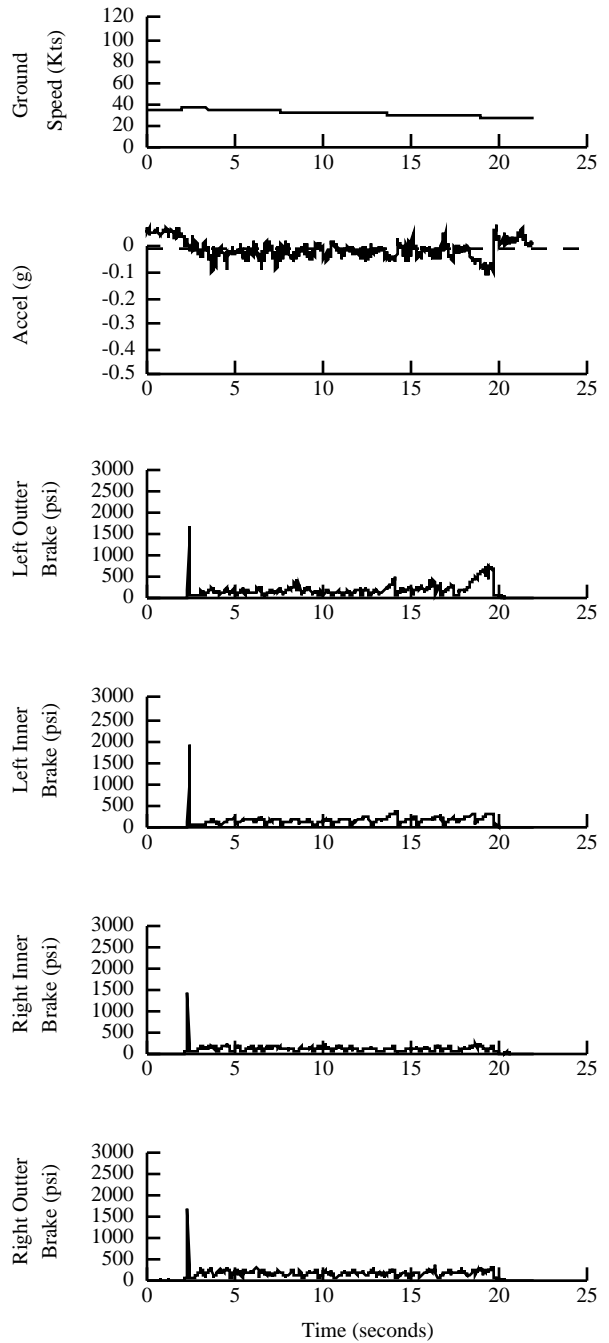 Ground
Speed (Kts)
120
100
80
60
40
20
0
0 5 10 15 20 25
Accel (g)
0
-0.1
-0.2
-0.3
-0.4
-0.5
0 5 10 15 20 25
Left Outter
Brake (psi)
3000
2500
2000
1500
1000
500
0
0 5 10 15 20 25
Left Inner
Brake (psi)
3000
2500
2000
1500
1000
500
0
0 5 10 15 20 25
Right Inner
Brake (psi)
3000
2500
2000
1500
1000
500
0
0 5 10 15 20 25
Right Outter
Brake (psi)
3000
2500
2000
1500
1000
500
0
0 5 10 15 20 25
Time (seconds)